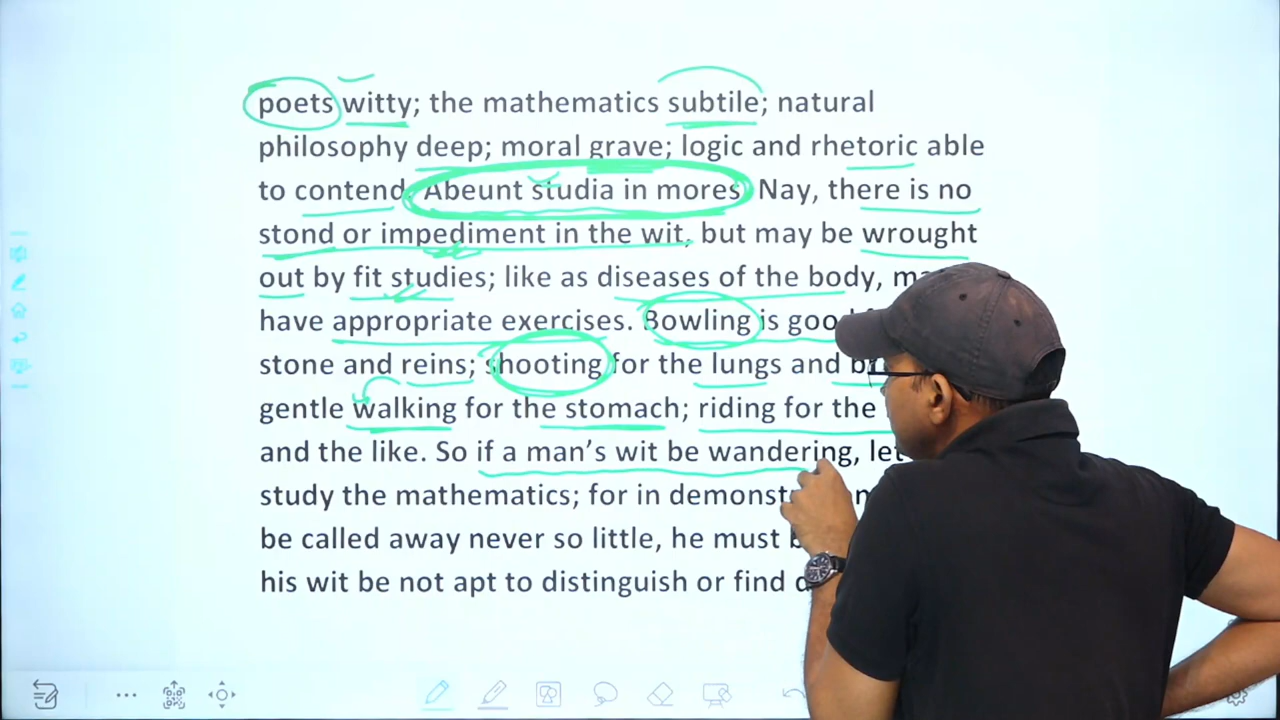 poets witty; the mathematics subtile; natural
philosophy deep; moral grave; logic and rhetoric able
to contend. Abeunt studia in mores. Nay, there is no
stond or impediment in the wit, but may be wrought
out by fit studies; like as diseases of the body, may
have appropriate exercises. Bowling is good
stone and reins; shooting for the lungs and
gentle walking for the stomach; riding for the
and the like. So if a man's wit be wandering, let
study the mathematics; for in
be called away never so little, he must
his wit be not apt to distinguish or find